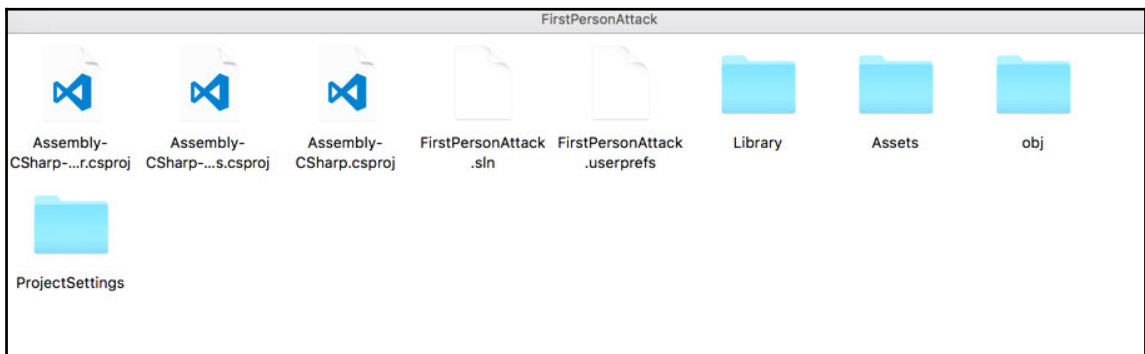 FirstPersonAttack
Assembly-
CSharp-...r.csproj
Assembly-
CSharp-...s.csproj
Assembly-
CSharp.csproj
FirstPersonAttack
.sln
FirstPersonAttack
.userprefs
Library
Assets
obj
ProjectSettings